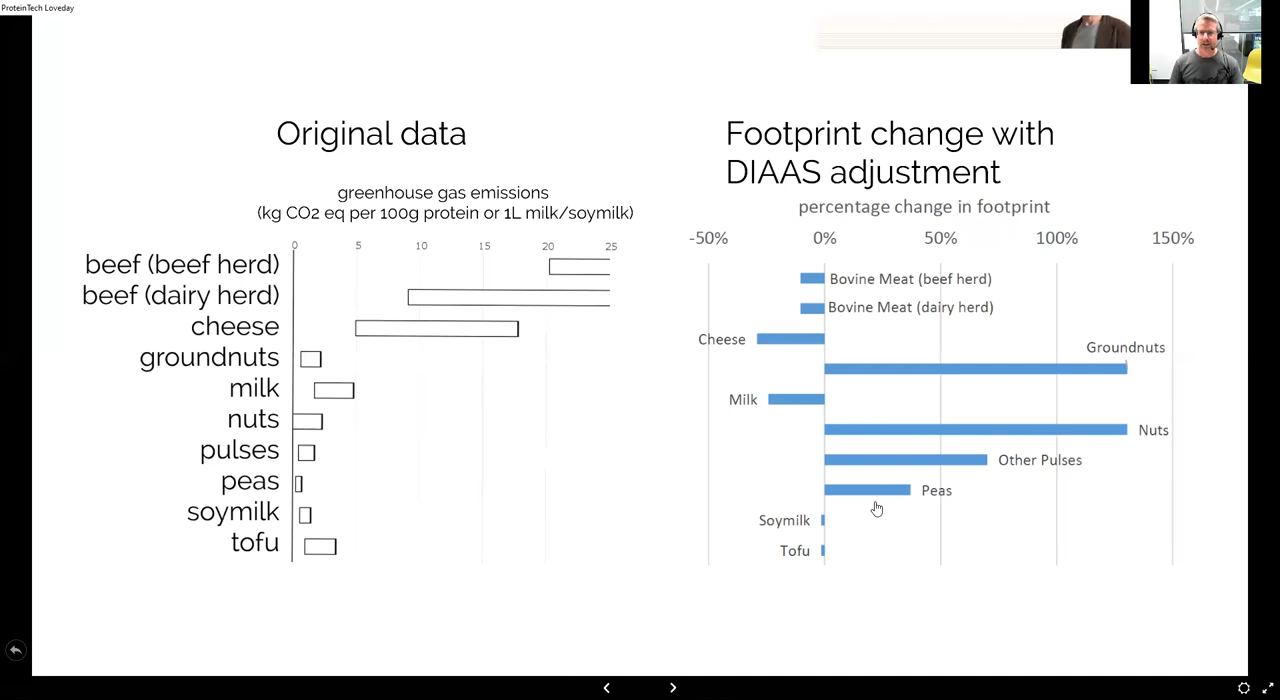 ProteinTech Loveday
Original data
greenhouse gas emissions
(kg CO2 eq per 100g protein or 1L milk/soymilk)
0 5 10 15 20 25
beef (beef herd)
beef (dairy herd)
cheese
groundnuts
milk
nuts
pulses
peas
soymilk
tofu
Footprint change with
DIAAS adjustment
percentage change in footprint
-50% 0% 50% 100% 150%
Bovine Meat (beef herd)
Bovine Meat (dairy herd)
Cheese
Groundnuts
Milk
Nuts
Other Pulses
Peas
Soymilk
Tofu